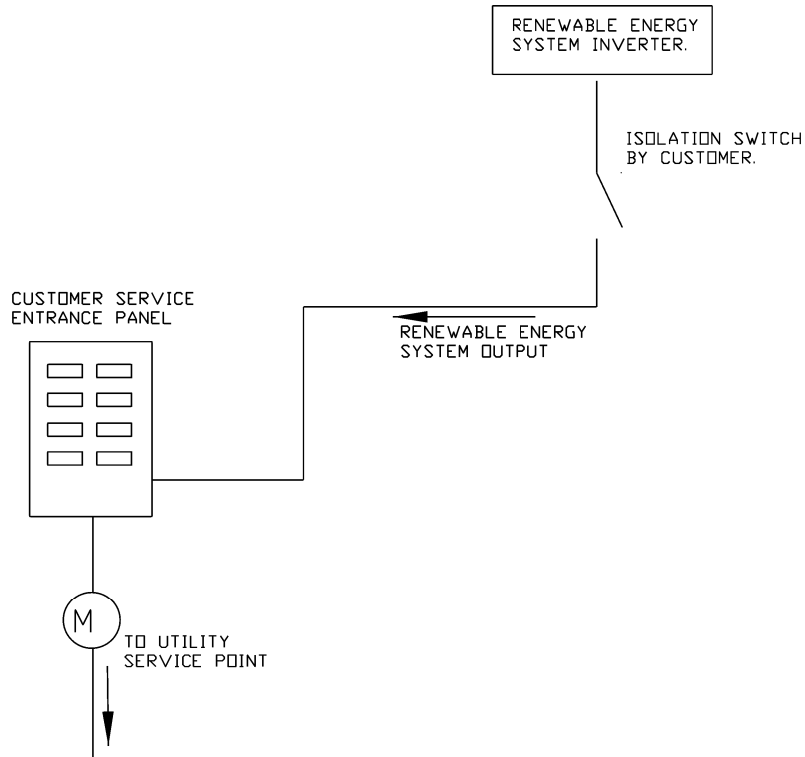 RENEWABLE ENERGY
SYSTEM INVERTER.
ISOLATION SWITCH
BY CUSTOMER.
CUSTOMER SERVICE
ENTRANCE PANEL
RENEWABLE ENERGY
SYSTEM OUTPUT
M
TO UTILITY
SERVICE POINT